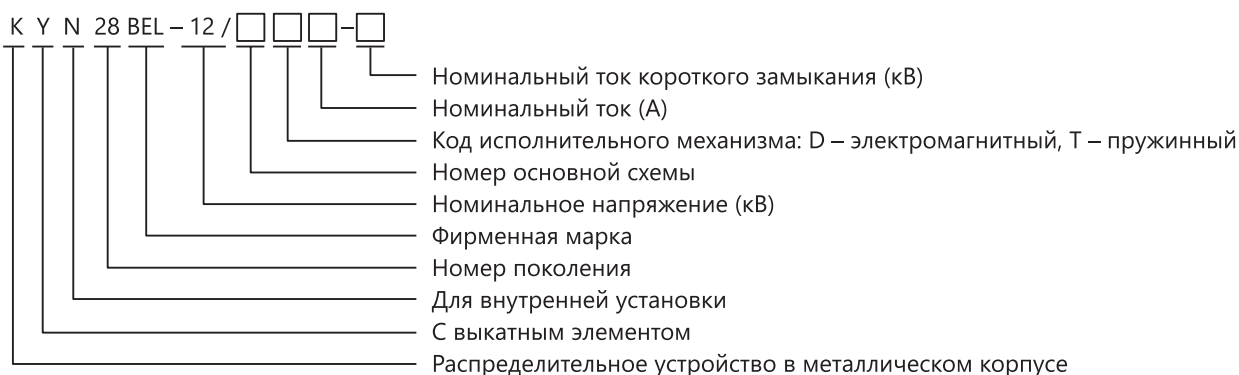 K Y N 28 BEL – 12 / □ □ □ – □
Номинальный ток короткого замыкания (кВ)
Номинальный ток (А)
Код исполнительного механизма: D – электромагнитный, Т – пружинный
Номер основной схемы
Номинальное напряжение (кВ)
Фирменная марка
Номер поколения
Для внутренней установки
С выкатным элементом
Распределительное устройство в металлическом корпусе